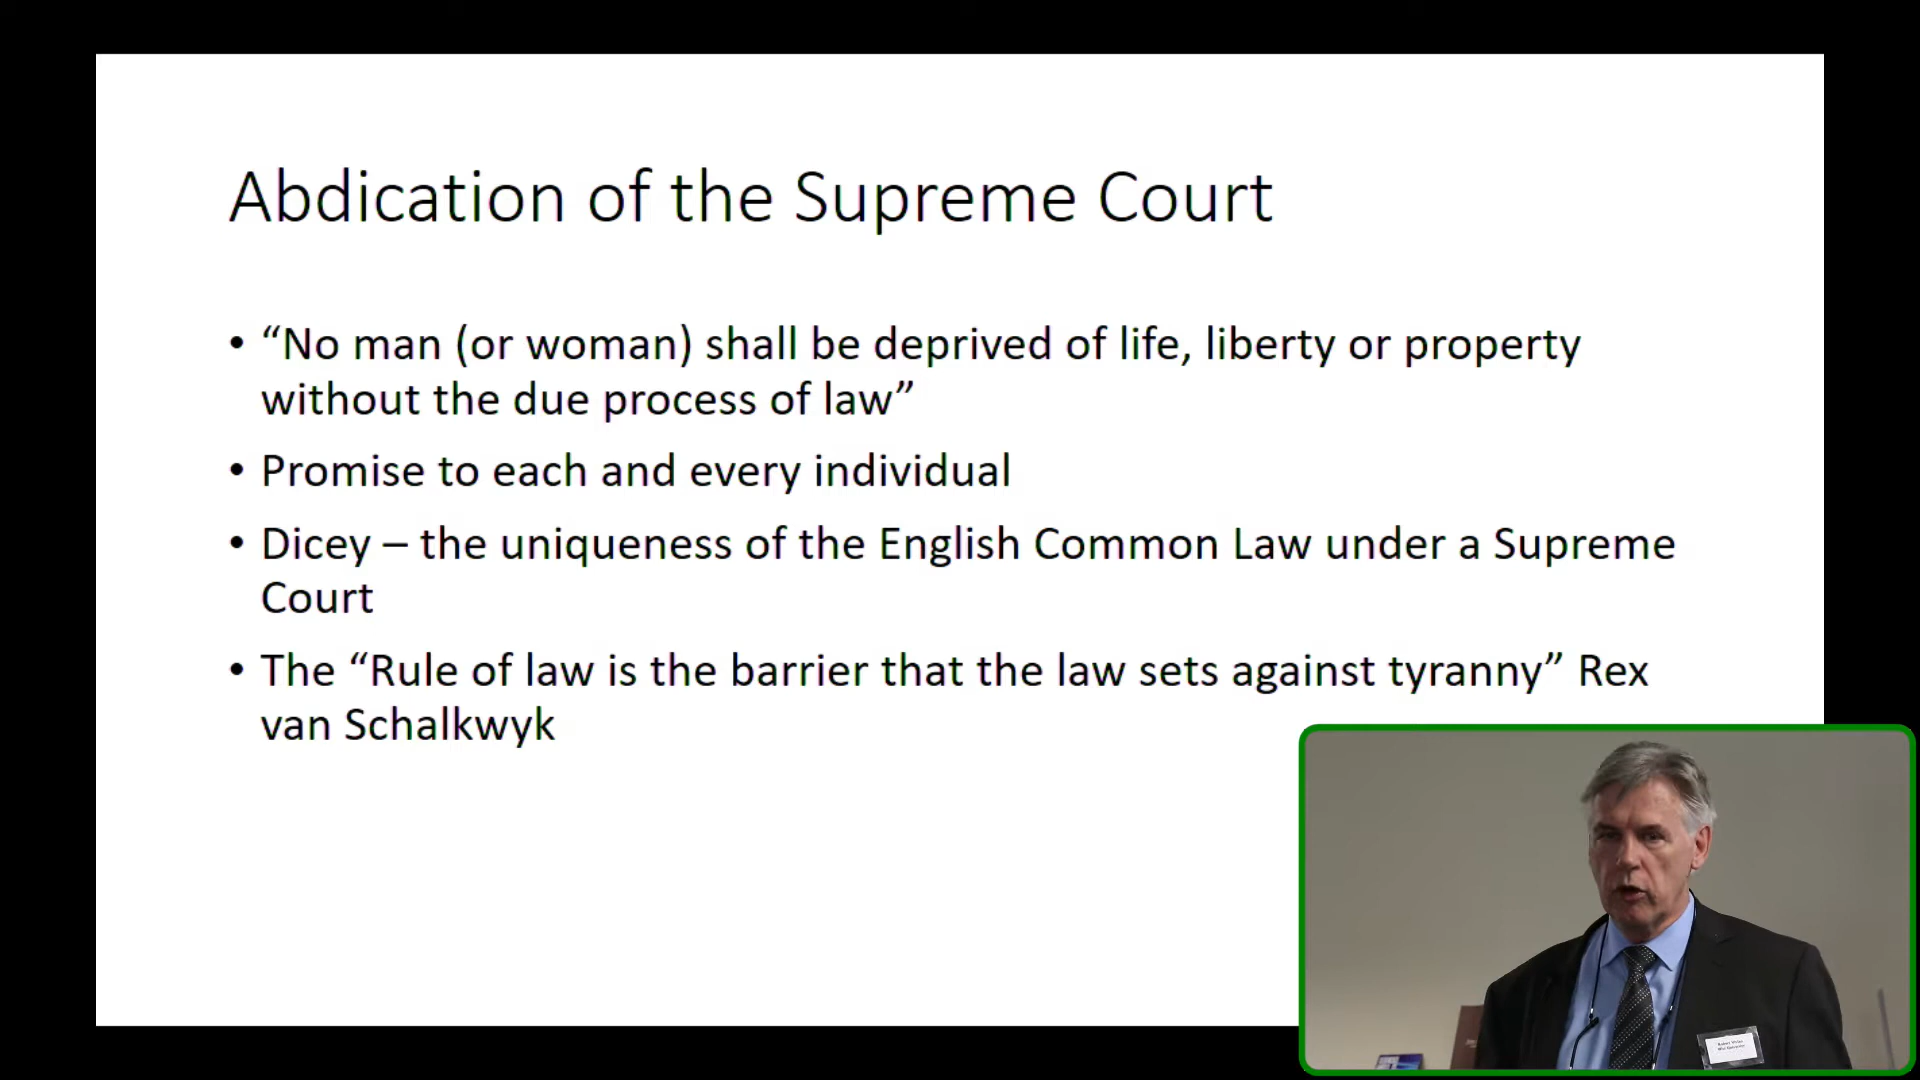 Abdication of the Supreme Court
• “No man (or woman) shall be deprived of life, liberty or property
without the due process of law”
• Promise to each and every individual
• Dicey – the uniqueness of the English Common Law under a Supreme
Court
• The “Rule of law is the barrier that the law sets against tyranny” Rex
van Schalkwyk